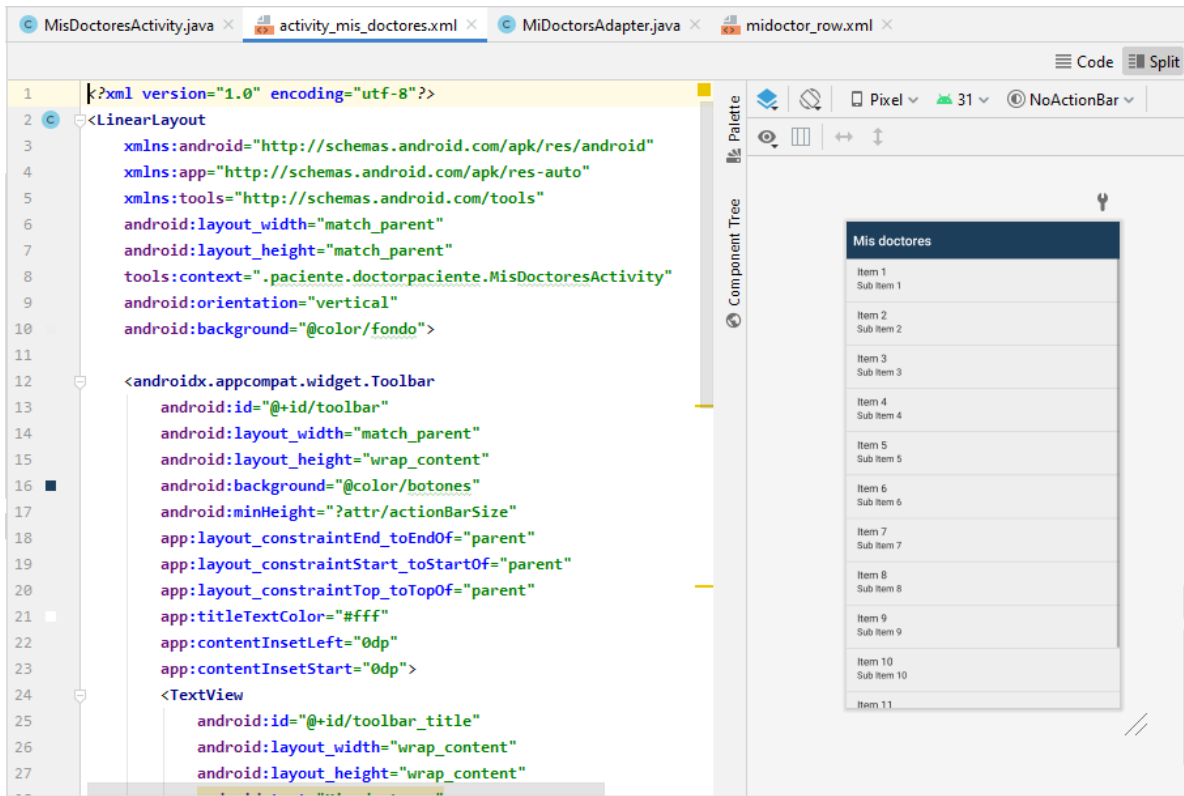 MisDoctoresActivity.java
activity_mis_doctores.xml
MiDoctorsAdapter.java
midoctor_row.xml
Code
Split
1 <?xml version="1.0" encoding="utf-8"?>
2 <LinearLayout
3 xmlns:android="http://schemas.android.com/apk/res/android"
4 xmlns:app="http://schemas.android.com/apk/res-auto"
5 xmlns:tools="http://schemas.android.com/tools"
6 android:layout_width="match_parent"
7 android:layout_height="match_parent"
8 tools:context=".paciente.doctorpaciente.MisDoctoresActivity"
9 android:orientation="vertical"
10 android:background="@color/fondo">
11
12 <androidx.appcompat.widget.Toolbar
13 android:id="@+id/toolbar"
14 android:layout_width="match_parent"
15 android:layout_height="wrap_content"
16 android:background="@color/botones"
17 android:minHeight="?attr/actionBarSize"
18 app:layout_constraintEnd_toEndOf="parent"
19 app:layout_constraintStart_toStartOf="parent"
20 app:layout_constraintTop_toTopOf="parent"
21 app:titleTextColor="#fff"
22 app:contentInsetLeft="0dp"
23 app:contentInsetStart="0dp">
24 <TextView
25 android:id="@+id/toolbar_title"
26 android:layout_width="wrap_content"
27 android:layout_height="wrap_content"
Palette
Component Tree
Pixel
31
NoActionBar
Mis doctores
Item 1
Sub Item 1
Item 2
Sub Item 2
Item 3
Sub Item 3
Item 4
Sub Item 4
Item 5
Sub Item 5
Item 6
Sub Item 6
Item 7
Sub Item 7
Item 8
Sub Item 8
Item 9
Sub Item 9
Item 10
Sub Item 10
Item 11